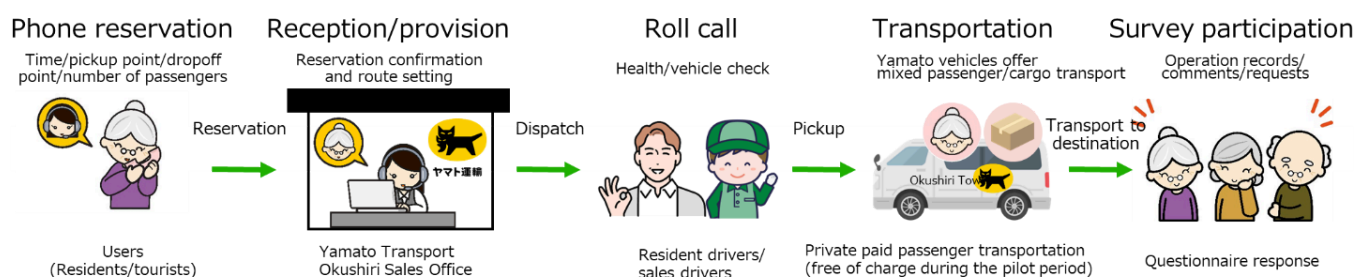 Phone reservation
Time/pickup point/dropoff
point/number of passengers
Reservation
Users
(Residents/tourists)
Reception/provision
Reservation confirmation
and route setting
ヤマト運輸
Yamato Transport
Okushiri Sales Office
Dispatch
Roll call
Health/vehicle check
Resident drivers/
sales drivers
Pickup
Transportation
Yamato vehicles offer
mixed passenger/cargo transport
Okushiri Tow
Private paid passenger transportation
(free of charge during the pilot period)
Transport to
destination
Survey participation
Operation records/
comments/requests
Questionnaire response